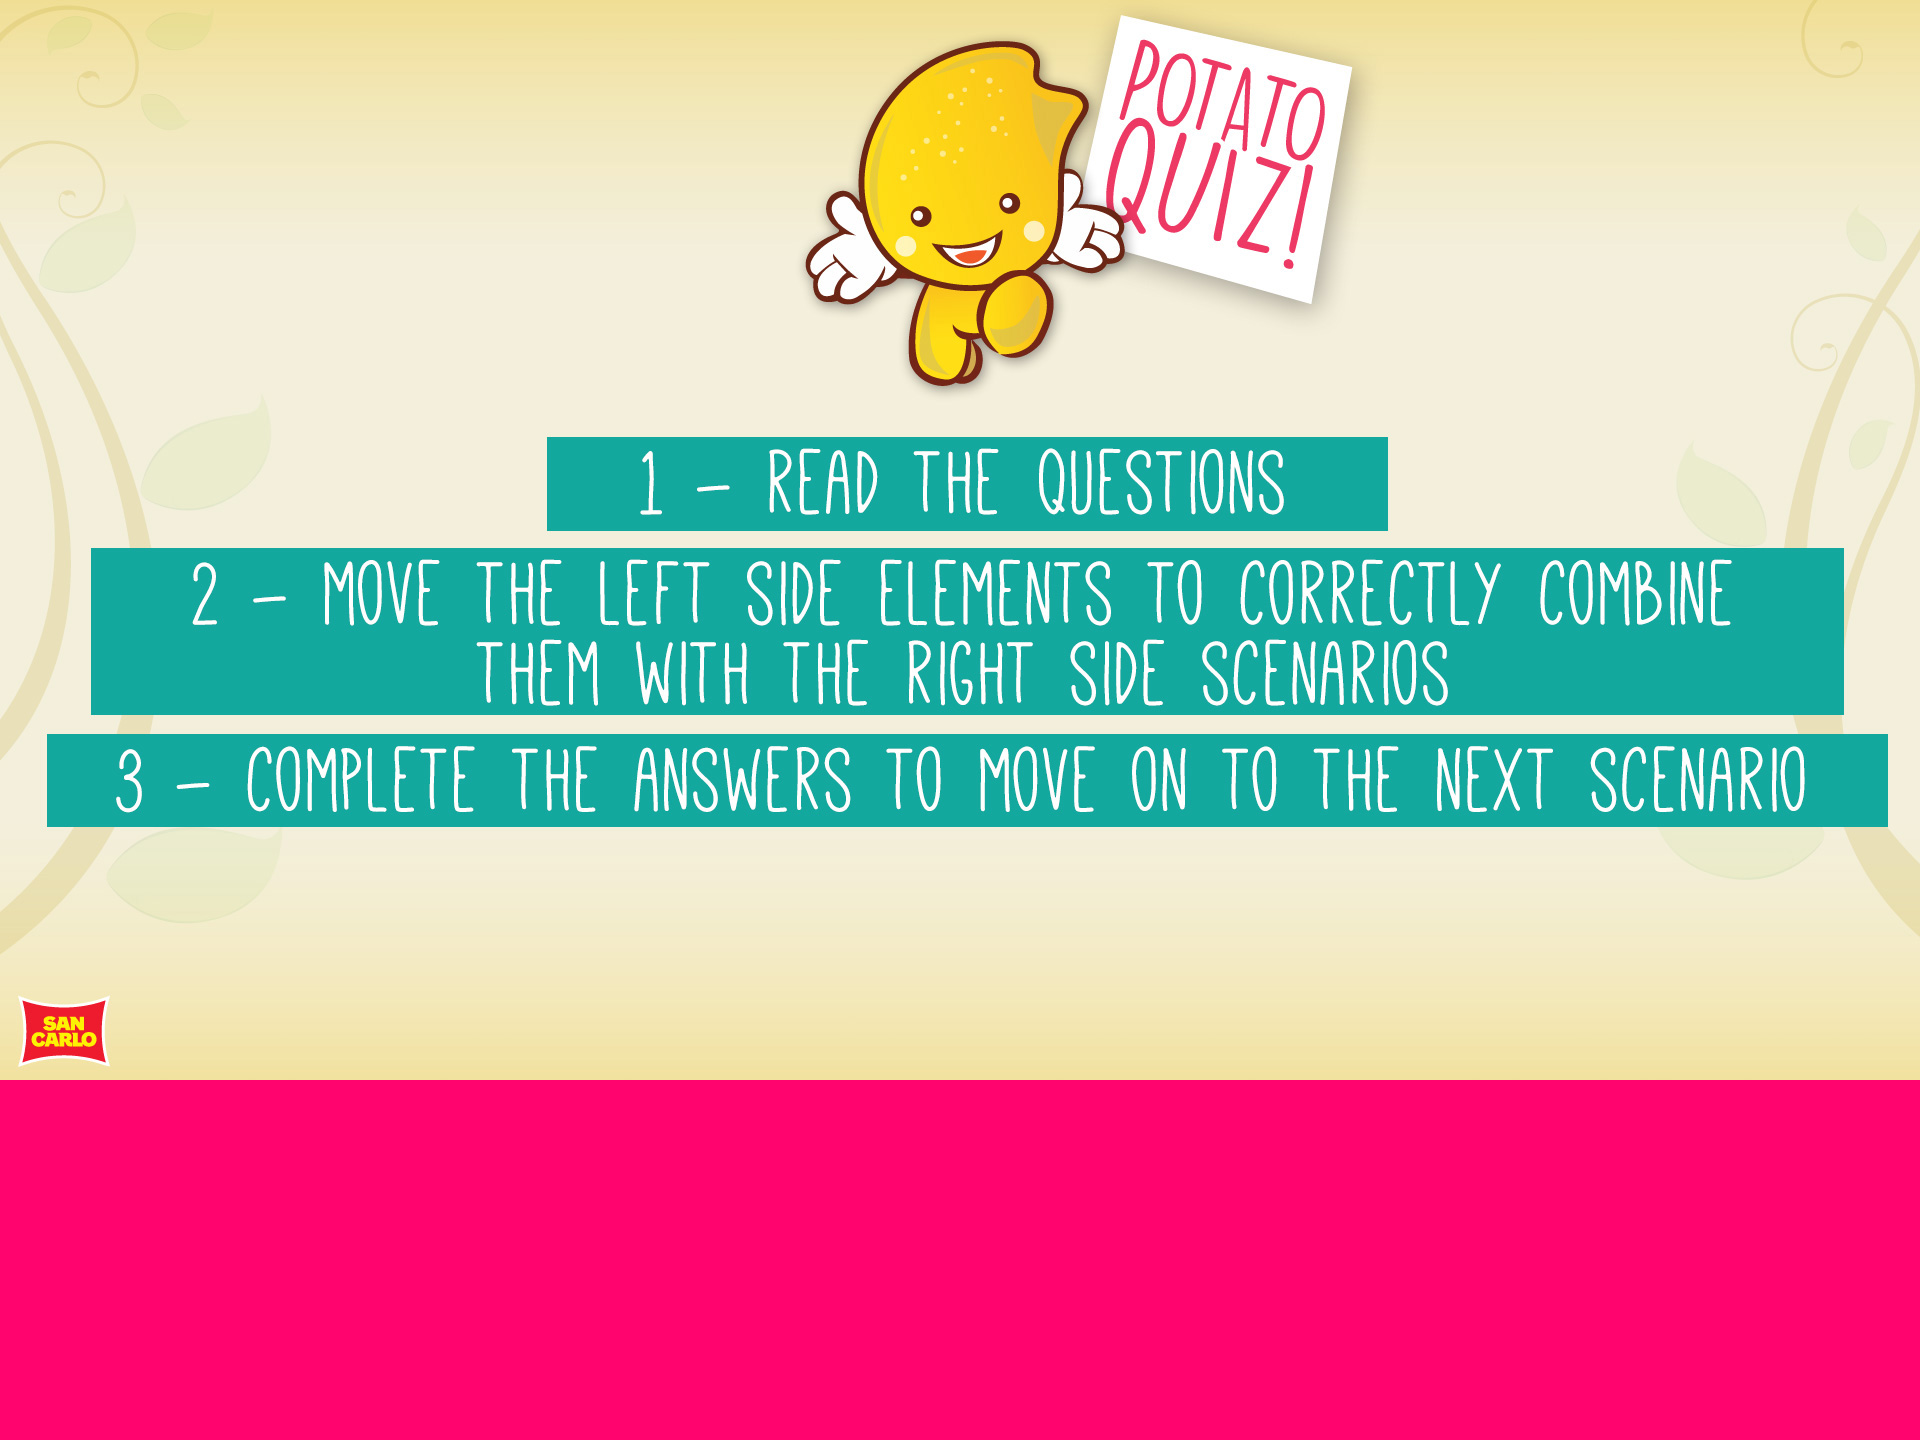 POTATO
QUIZ!
1 - READ THE QUESTIONS
2 - MOVE THE LEFT SIDE ELEMENTS TO CORRECTLY COMBINE
THEM WITH THE RIGHT SIDE SCENARIOS
3 - COMPLETE THE ANSWERS TO MOVE ON TO THE NEXT SCENARIO
SAN
CARLO